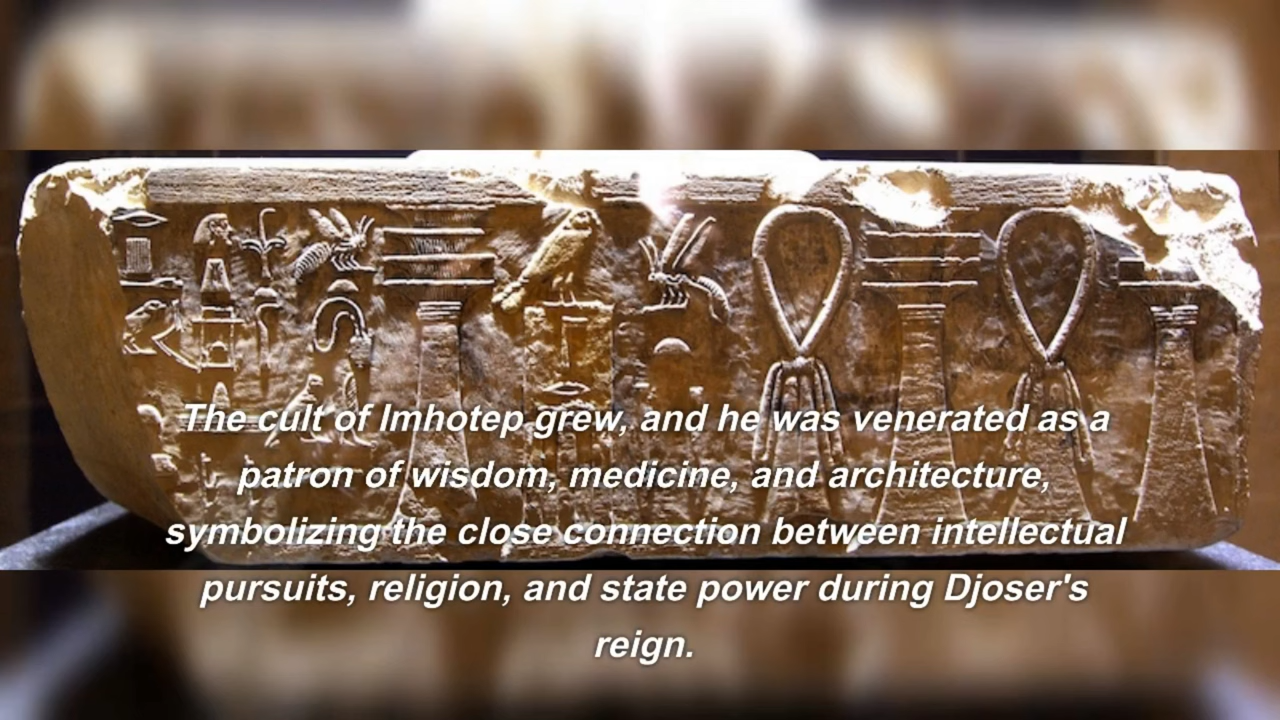 The cult of Imhotep grew, and he was venerated as a
patron of wisdom, medicine, and architecture,
symbolizing the close connection between intellectual
pursuits, religion, and state power during Djoser's
reign.